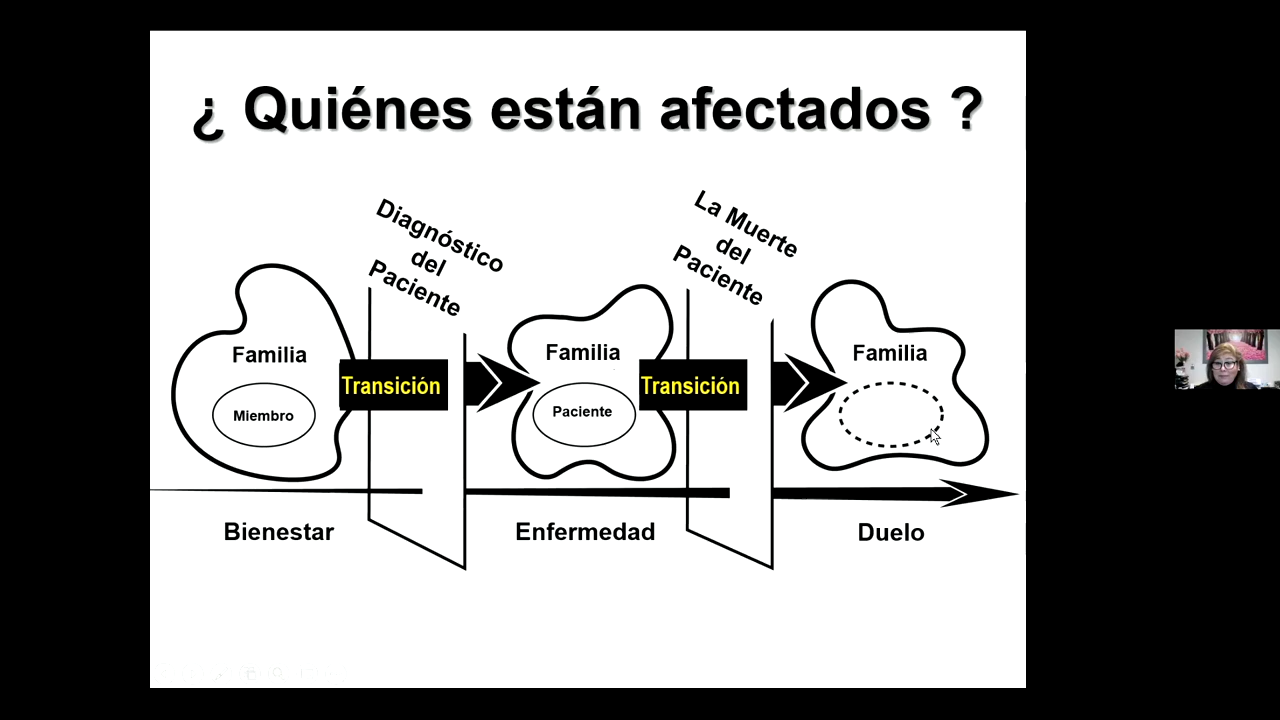 ¿ Quiénes están afectados ?
Diagnóstico
del
Paciente
La Muerte
del
Paciente
Familia
Miembro
Transición
Familia
Paciente
Transición
Familia
Bienestar
Enfermedad
Duelo